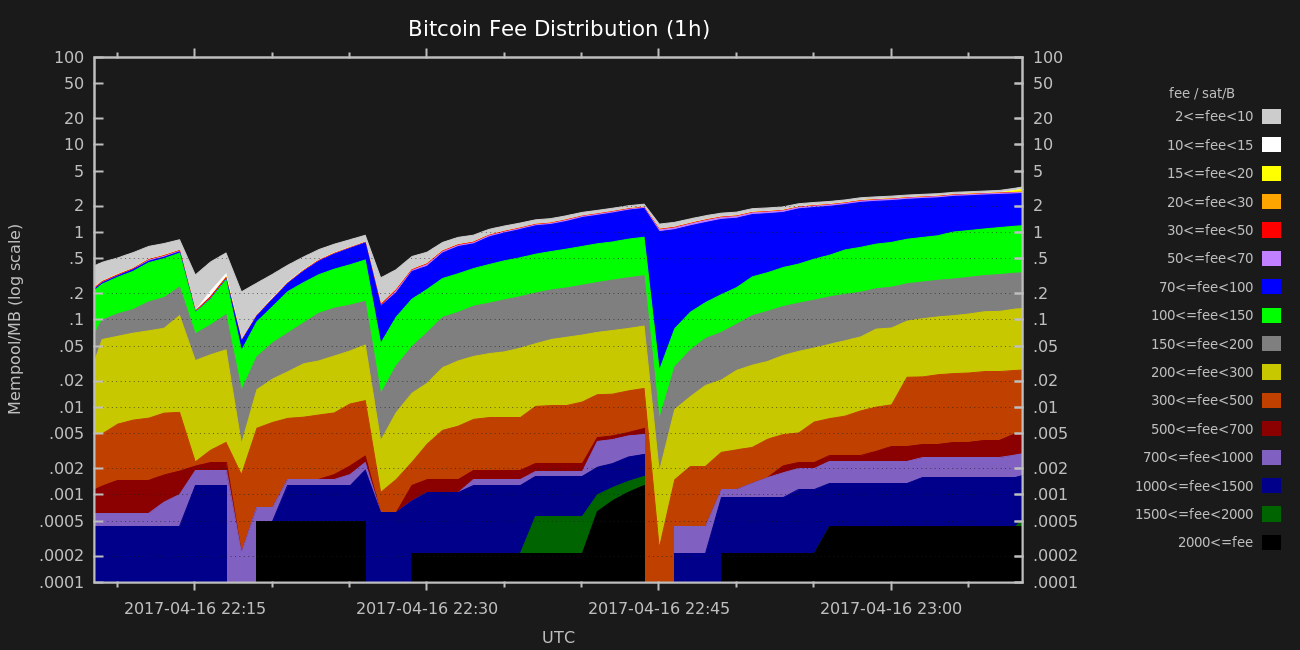 Bitcoin Fee Distribution (1h)
100 100
50 50
20 20
10 10
5 5
2 2
1 1
.5 .5
.2 .2
.1 .1
.05 .05
.02 .02
.01 .01
.005 .005
.002 .002
.001 .001
.0005 .0005
.0002 .0002
.0001 .0001
Mempool/MB (log scale)
2017-04-16 22:15 2017-04-16 22:30 2017-04-16 22:45 2017-04-16 23:00
UTC
fee / sat/B
2<=fee<10
10<=fee<15
15<=fee<20
20<=fee<30
30<=fee<50
50<=fee<70
70<=fee<100
100<=fee<150
150<=fee<200
200<=fee<300
300<=fee<500
500<=fee<700
700<=fee<1000
1000<=fee<1500
1500<=fee<2000
2000<=fee